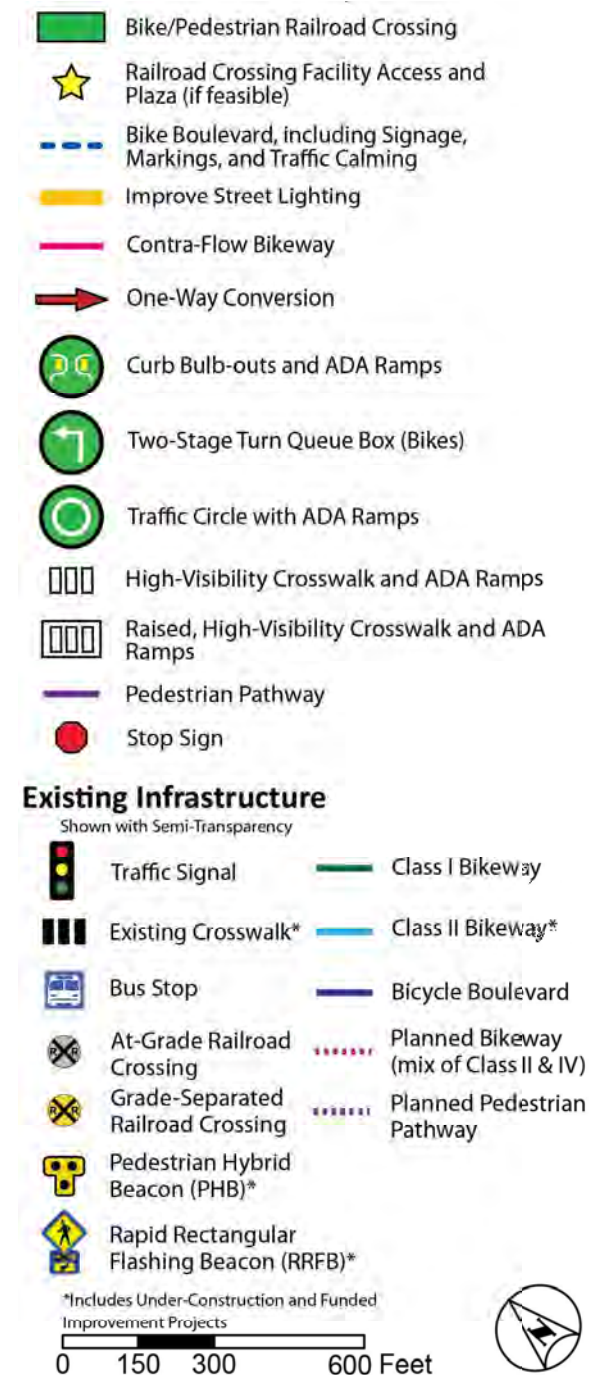 Bike/Pedestrian Railroad Crossing
Railroad Crossing Facility Access and
Plaza (if feasible)
Bike Boulevard, including Signage,
Markings, and Traffic Calming
Improve Street Lighting
Contra-Flow Bikeway
One-Way Conversion
Curb Bulb-outs and ADA Ramps
Two-Stage Turn Queue Box (Bikes)
Traffic Circle with ADA Ramps
High-Visibility Crosswalk and ADA Ramps
Raised, High-Visibility Crosswalk and ADA
Ramps
Pedestrian Pathway
Stop Sign
Existing Infrastructure
Shown with Semi-Transparency
Traffic Signal
Existing Crosswalk*
Bus Stop
At-Grade Railroad
Crossing
Grade-Separated
Railroad Crossing
Pedestrian Hybrid
Beacon (PHB)*
Rapid Rectangular
Flashing Beacon (RRFB)*
Class I Bikeway
Class II Bikeway*
Bicycle Boulevard
Planned Bikeway
(mix of Class II & IV)
Planned Pedestrian
Pathway
*Includes Under-Construction and Funded
Improvement Projects
0 150 300 600 Feet
N